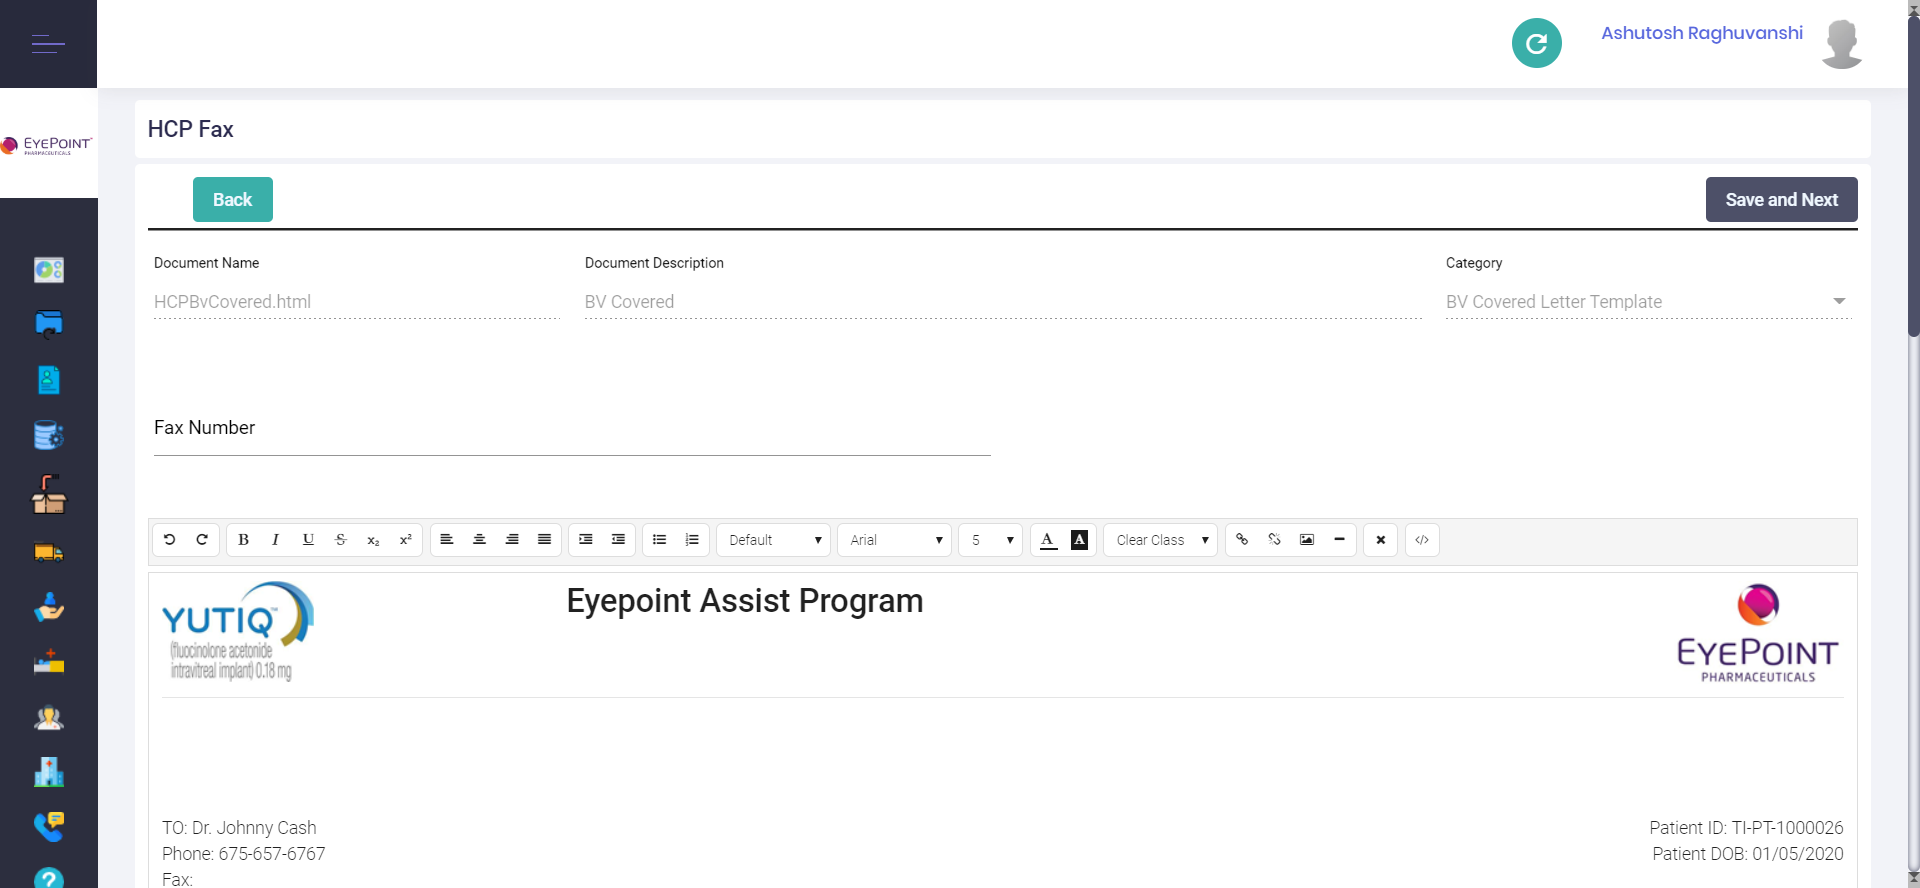 Ashutosh Raghuvanshi
EYEPOINT
PHARMACEUTICALS
HCP Fax
Back
Save and Next
Document Name
Document Description
Category
HCPBvCovered.html
BV Covered
BV Covered Letter Template
Fax Number
B I U S x₂ x²
Default
Arial
5
A
A
Clear Class
</>
YUTIQ™
(fluocinolone acetonide
intravitreal implant) 0.18 mg
Eyepoint Assist Program
EYEPOINT
PHARMACEUTICALS
TO: Dr. Johnny Cash
Patient ID: TI-PT-1000026
Phone: 675-657-6767
Patient DOB: 01/05/2020
Fax: